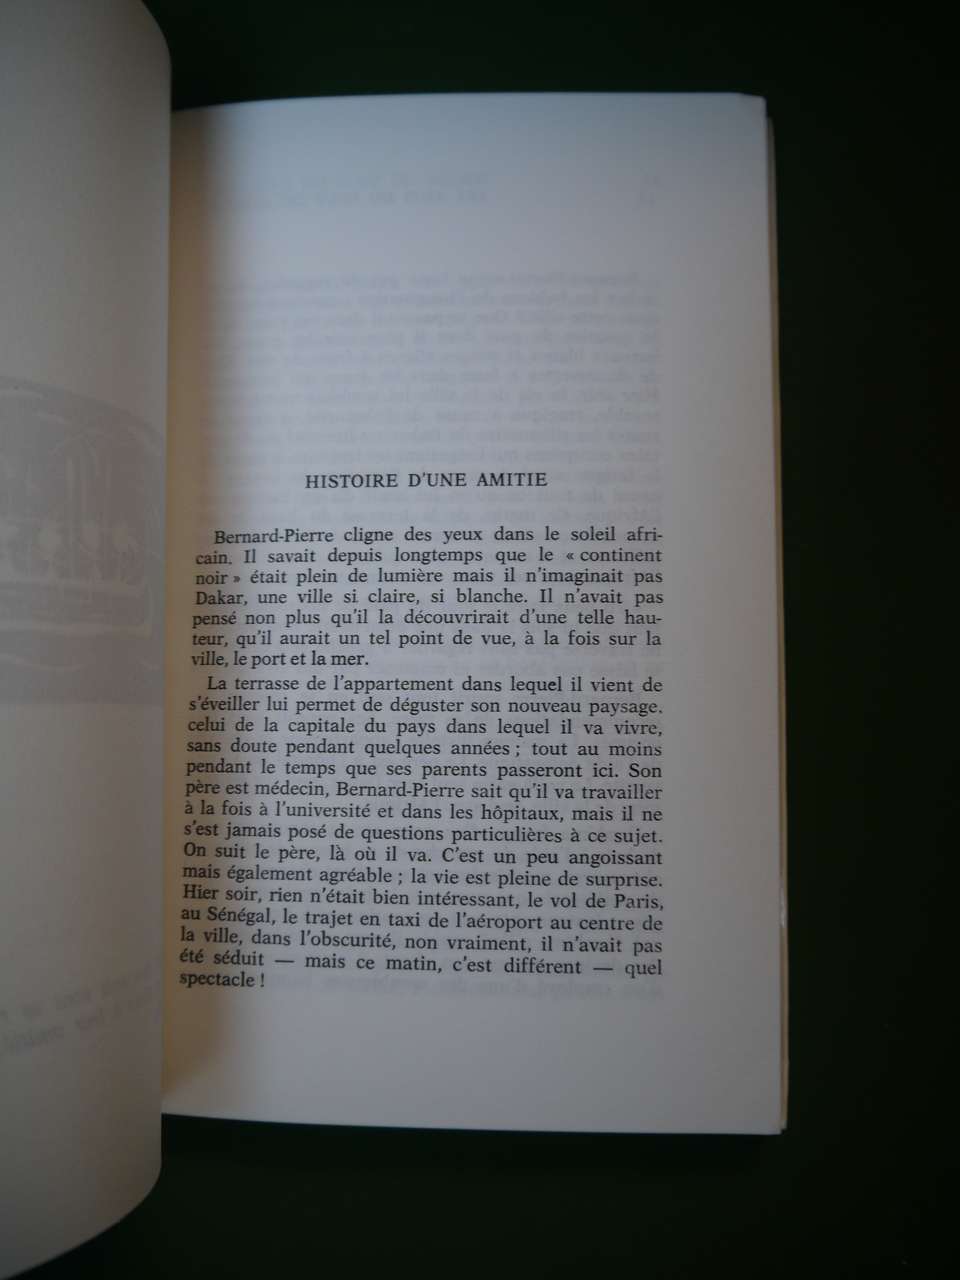 HISTOIRE D'UNE AMITIE
Bernard-Pierre cligne des yeux dans le soleil afri-
cain. Il savait depuis longtemps que le « continent
noir » était plein de lumière mais il n'imaginait pas
Dakar, une ville si claire, si blanche. Il n'avait pas
pensé non plus qu'il la découvrirait d'une telle hau-
teur, qu'il aurait un tel point de vue, à la fois sur la
ville, le port et la mer.
La terrasse de l'appartement dans lequel il vient de
s'éveiller lui permet de déguster son nouveau paysage.
celui de la capitale du pays dans lequel il va vivre,
sans doute pendant quelques années ; tout au moins
pendant le temps que ses parents passeront ici. Son
père est médecin, Bernard-Pierre sait qu'il va travailler
à la fois à l'université et dans les hôpitaux, mais il ne
s'est jamais posé de questions particulières à ce sujet.
On suit le père, là où il va. C'est un peu angoissant
mais également agréable ; la vie est pleine de surprise.
Hier soir, rien n'était bien intéressant, le vol de Paris,
au Sénégal, le trajet en taxi de l'aéroport au centre de
la ville, dans l'obscurité, non vraiment, il n'avait pas
été séduit — mais ce matin, c'est différent — quel
spectacle !